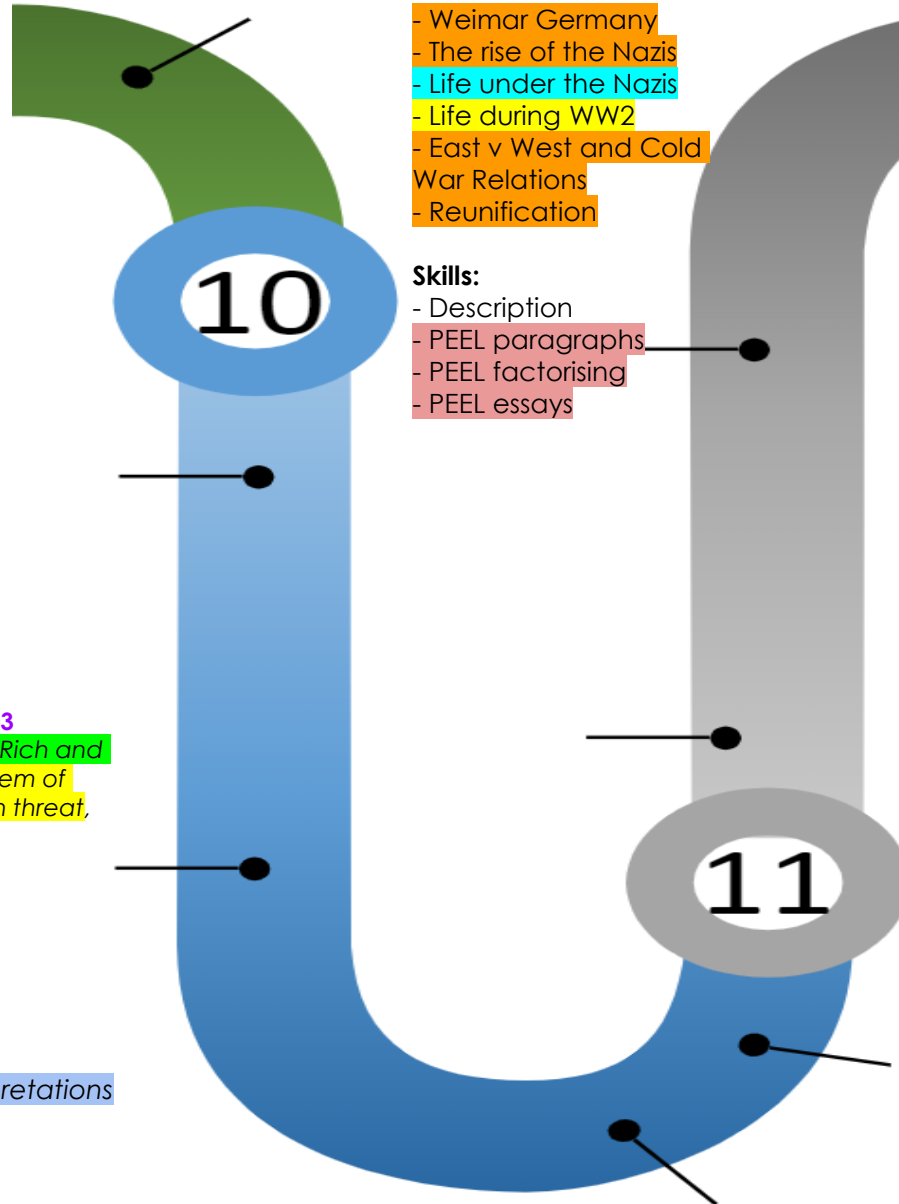 - Weimar Germany
- The rise of the Nazis
- Life under the Nazis
- Life during WW2
- East v West and Cold
War Relations
- Reunification
10
Skills:
- Description
- PEEL paragraphs
- PEEL factorising
- PEEL essays
3
Rich and
em of
n threat,
11
retations